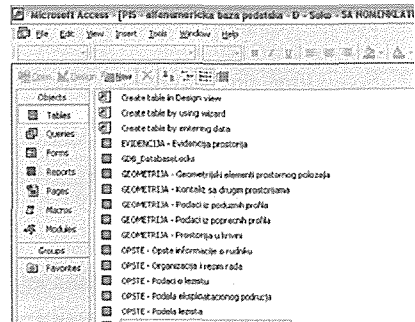 Microsoft Access - [PIS - alfanumericka baza podataka - D - Soko - SA NOMENKLATU
File Edit View Insert Tools Window Help
Open Design New
Objects
Tables
Queries
Forms
Reports
Pages
Macros
Modules
Groups
Favorites
Create table in Design view
Create table by using wizard
Create table by entering data
EVIDENCIJA - Evidencija prostorija
GDB_DatabaseLocks
GEOMETRIJA - Geometrijski elementi prostornog polozaja
GEOMETRIJA - Kontakt sa drugim prostorijama
GEOMETRIJA - Podaci iz poduznih profila
GEOMETRIJA - Podaci iz poprecnih profila
GEOMETRIJA - Prostorija u krivini
OPSTE - Opste informacije o rudniku
OPSTE - Organizacija i rezim rada
OPSTE - Podaci o lezistu
OPSTE - Podela eksploatacionog podrucja
OPSTE - Podela lezista